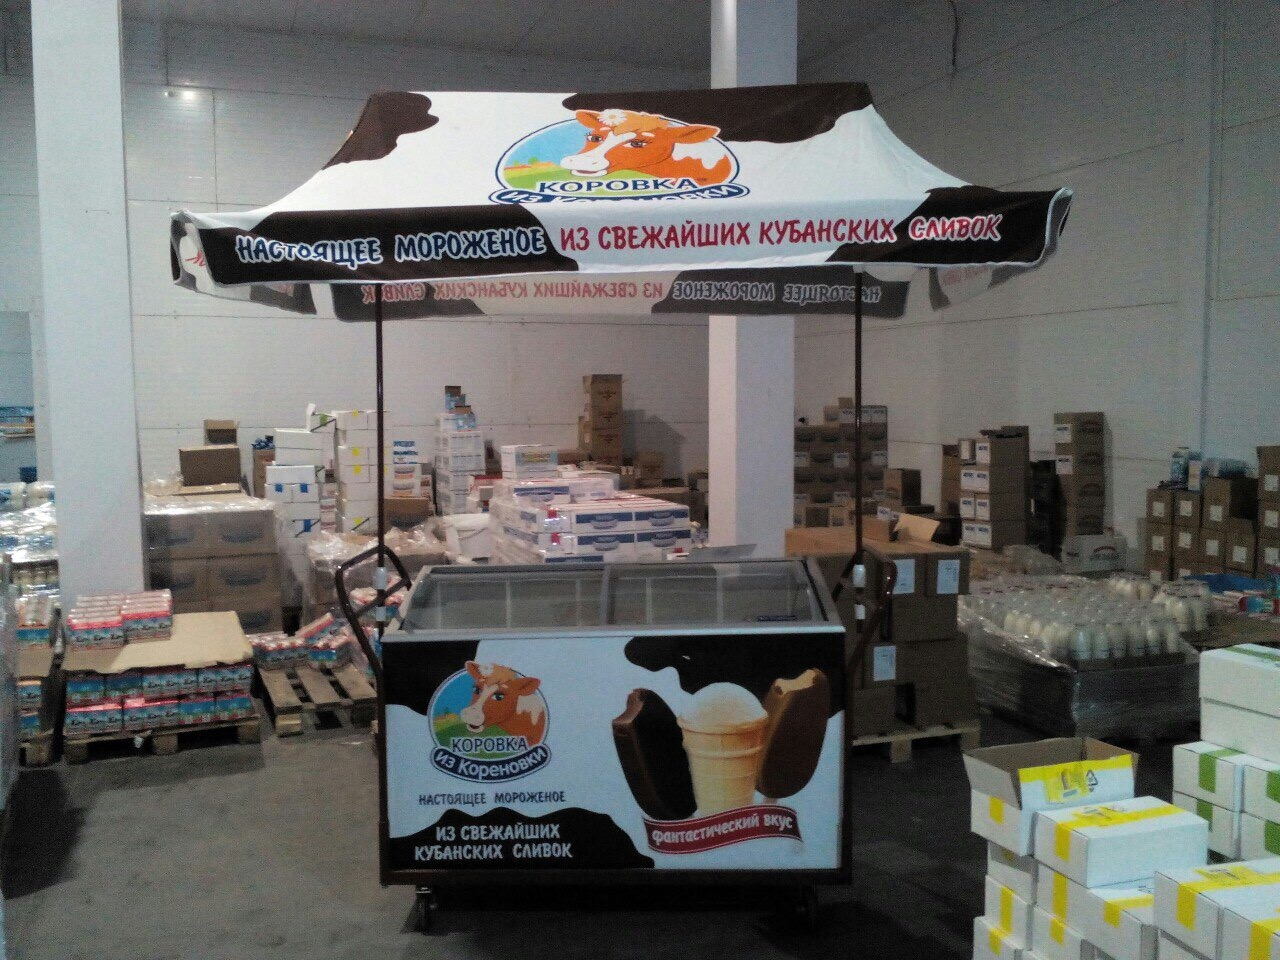 КОРОВКА
ИЗ КОРЕНОВКИ
НАСТОЯЩЕЕ МОРОЖЕНОЕ ИЗ СВЕЖАЙШИХ КУБАНСКИХ СЛИВОК
НАСТОЯЩЕЕ МОРОЖЕНОЕ ИЗ СВЕЖАЙШИХ КУБАНСКИХ СЛИВОК
КОРОВКА
ИЗ КОРЕНОВКИ
НАСТОЯЩЕЕ МОРОЖЕНОЕ
ИЗ СВЕЖАЙШИХ
КУБАНСКИХ СЛИВОК
фантастический вкус